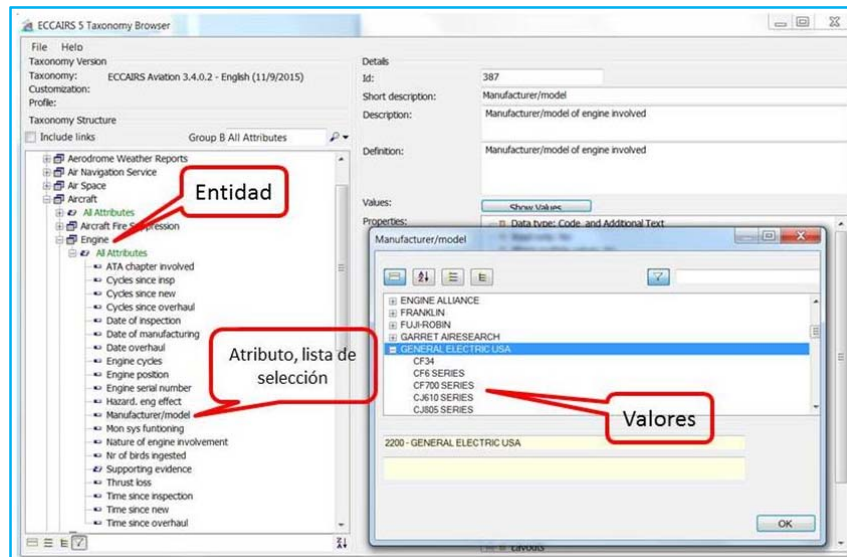 ECCAIRS 5 Taxonomy Browser
File Help
Taxonomy Version
Taxonomy: ECCAIRS Aviation 3.4.0.2 - English (11/9/2015)
Customization:
Profile:
Taxonomy Structure
Include links Group B All Attributes
Aerodrome Weather Reports
Air Navigation Service
Air Space
Aircraft
All Attributes
Aircraft Fire
Engine
All Attributes
ATA chapter involved
Cycles since insp
Cycles since new
Cycles since overhaul
Date of inspection
Date of manufacturing
Date overhaul
Engine cycles
Engine position
Engine serial number
Hazard. eng effect
Manufacturer/model
Mon sys funtioning
Nature of engine involvement
Nr of birds ingested
Supporting evidence
Thrust loss
Time since inspection
Time since new
Time since overhaul
Entidad
Atributo, lista de
selección
Details
Id: 387
Short description: Manufacturer/model
Description: Manufacturer/model of engine involved
Definition: Manufacturer/model of engine involved
Values: Show Values
Properties: Data type: Code and Additional Text
Manufacturer/model
ENGINE ALLIANCE
FRANKLIN
FUJI-ROBIN
GARRET AIRESEARCH
GENERAL ELECTRIC USA
CF34
CF6 SERIES
CF700 SERIES
CJ610 SERIES
CJ805 SERIES
Valores
2200 - GENERAL ELECTRIC USA
OK
Layouts